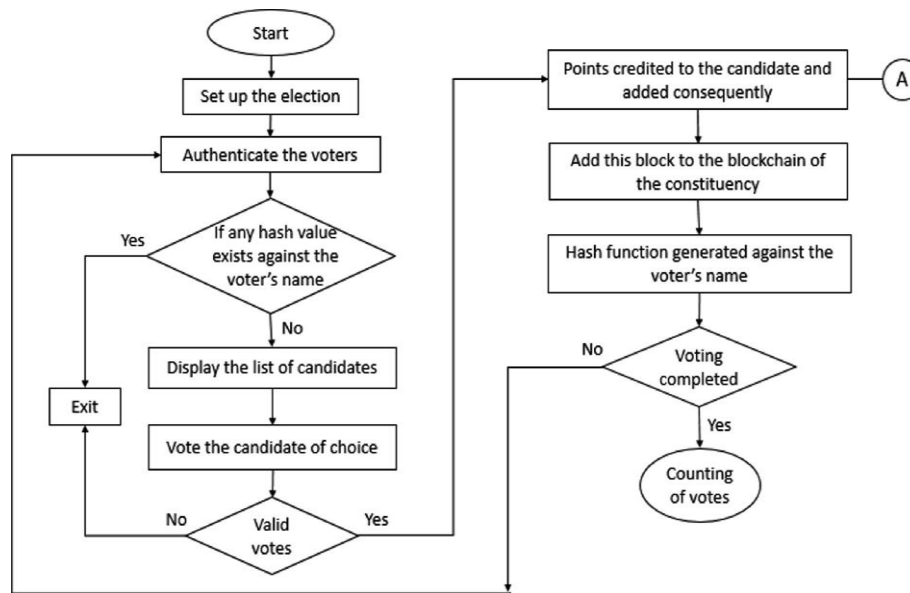 Start
Set up the election
Authenticate the voters
Yes
If any hash value
exists against the
voter’s name
No
Display the list of candidates
Exit
Vote the candidate of choice
No
Valid
votes
Yes
Points credited to the candidate and
added consequently
A
Add this block to the blockchain of
the constituency
Hash function generated against the
voter’s name
No
Voting
completed
Yes
Counting
of votes